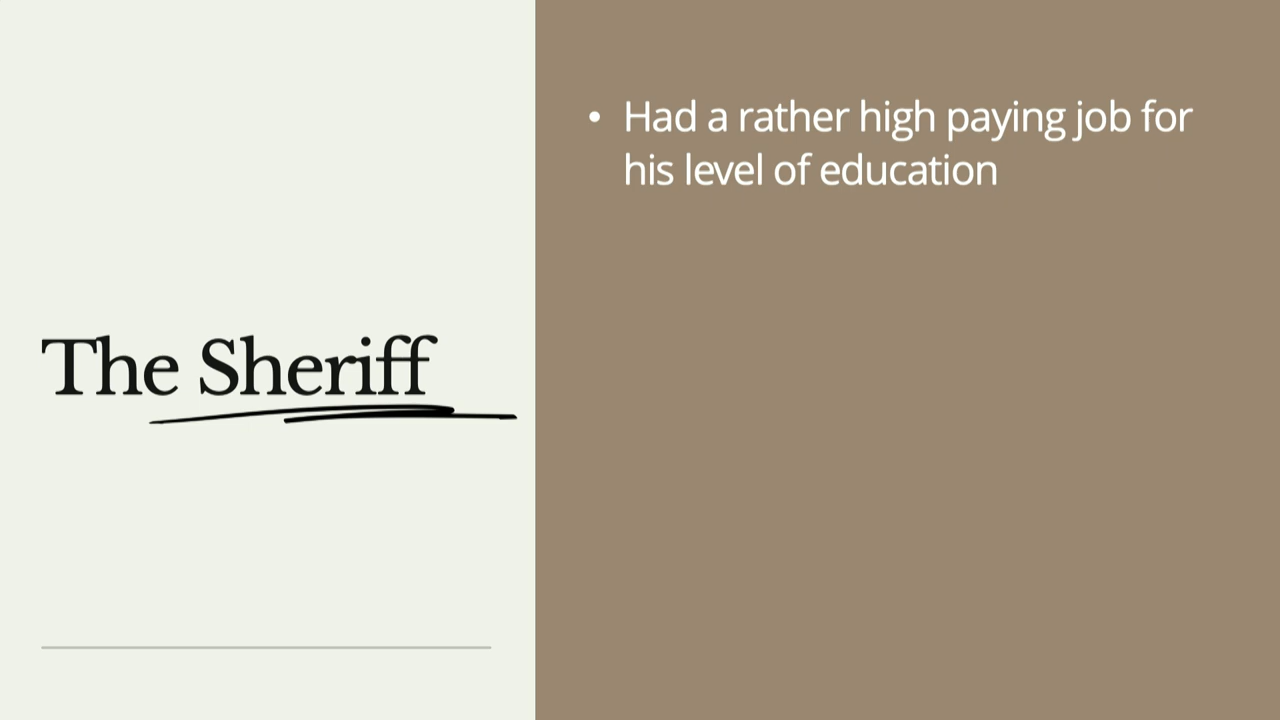 The Sheriff
• Had a rather high paying job for
his level of education